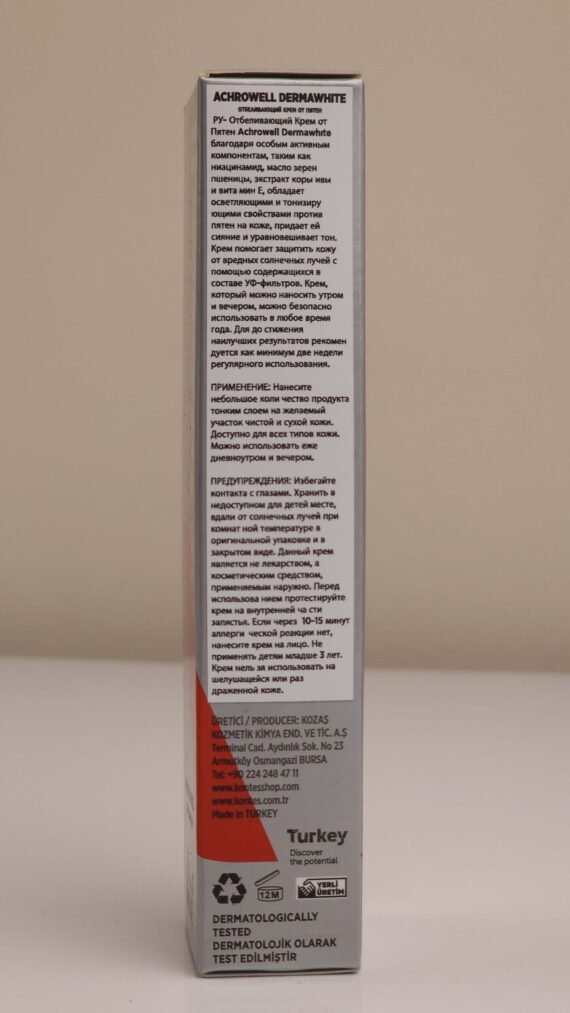 ACHROWELL DERMAWHITE
ОТБЕЛИВАЮЩИЙ КРЕМ ОТ ПЯТЕН
РУ- Отбеливающий Крем от
Пятен Achrowell Dermawhite
благодаря особым активным
компонентам, таким как
ниацинамид, масло зерен
пшеницы, экстракт коры ивы
и вита мин Е, обладает
осветляющими и тонизиру
ющими свойствами против
пятен на коже, придает ей
сияние и уравновешивает тон.
Крем помогает защитить кожу
от вредных солнечных лучей с
помощью содержащихся в
составе УФ-фильтров. Крем,
который можно наносить утром
и вечером, можно безопасно
использовать в любое время
года. Для до стижения
наилучших результатов рекомен
дуется как минимум две недели
регулярного использования.
ПРИМЕНЕНИЕ: Нанесите
небольшое коли чество продукта
тонким слоем на желаемый
участок чистой и сухой кожи.
Доступно для всех типов кожи.
Можно использовать еже
дневноутром и вечером.
ПРЕДУПРЕЖДЕНИЯ: Избегайте
контакта с глазами. Хранить в
недоступном для детей месте,
вдали от солнечных лучей при
комнат ной температуре в
оригинальной упаковке и в
закрытом виде. Данный крем
является не лекарством, а
косметическим средством,
применяемым наружно. Перед
использова нием протестируйте
крем на внутренней ча сти
запястья. Если через 10-15 минут
аллерги ческой реакции нет,
нанесите крем на лицо. Не
применять детям младше 3 лет.
Крем нель зя использовать на
шелушащейся или раз
драженной коже.
ÜRETİCİ / PRODUCER: KOZAŞ
KOZMETİK KİMYA END. VE TİC. A.Ş
Terminal Cad. Aydınlık Sok. No 23
Armutköy Osmangazi BURSA
Tel: +90 224 248 47 11
www.kontesshop.com
www.kontes.com.tr
Made in TURKEY
Turkey
Discover
the potential
12M
YERLİ
ÜRETİM
DERMATOLOGICALLY
TESTED
DERMATOLOJİK OLARAK
TEST EDİLMİŞTİR